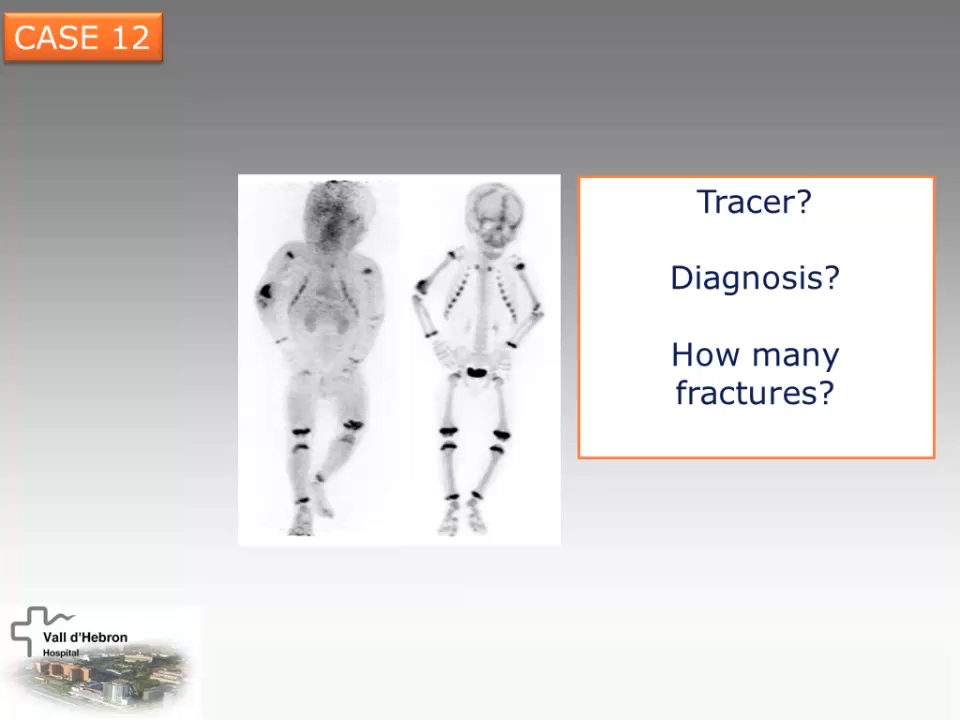 CASE 12
Tracer?
Diagnosis?
How many
fractures?
Vall d'Hebron
Hospital